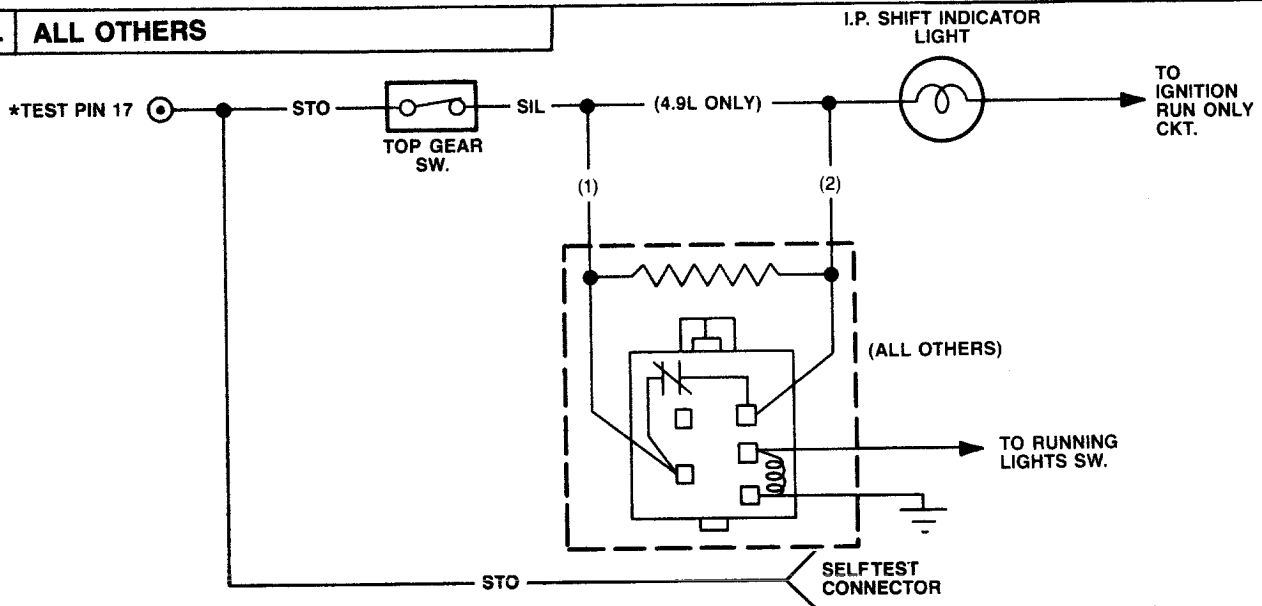 ALL OTHERS
I.P. SHIFT INDICATOR
LIGHT
*TEST PIN 17
STO
TOP GEAR
SW.
SIL
(4.9L ONLY)
TO
IGNITION
RUN ONLY
CKT.
(1)
(2)
(ALL OTHERS)
TO RUNNING
LIGHTS SW.
STO
SELFTEST
CONNECTOR